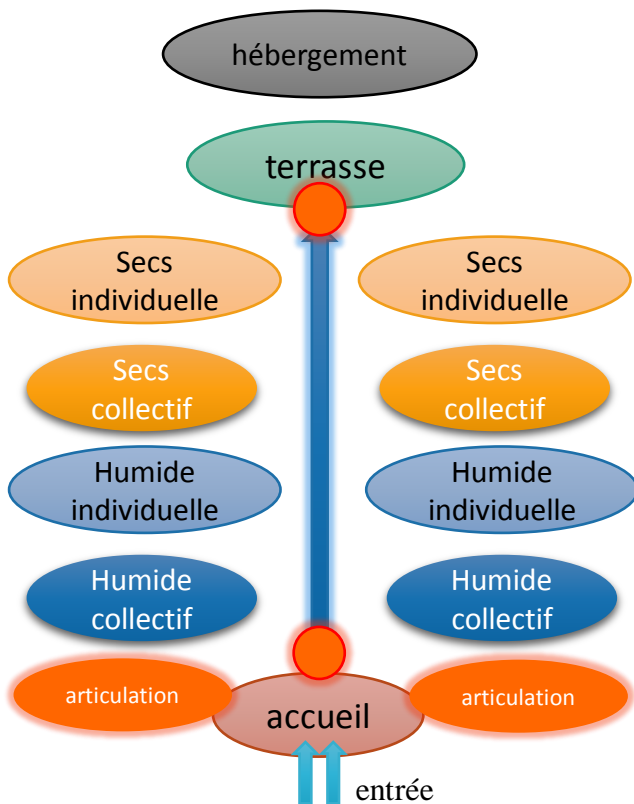 hébergement
terrasse
Secs
individuelle
Secs
individuelle
Secs
collectif
Secs
collectif
Humide
individuelle
Humide
individuelle
Humide
collectif
Humide
collectif
articulation
accueil
articulation
entrée